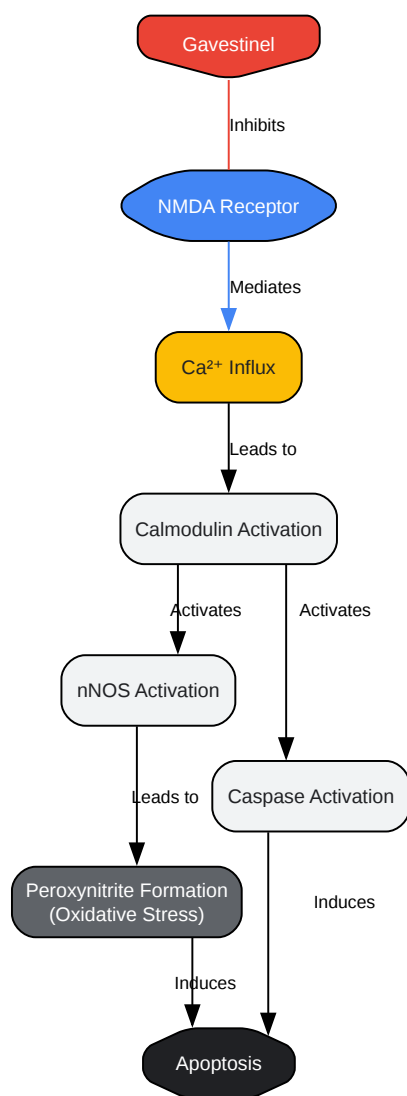 Gavestinel
Inhibits
NMDA Receptor
Mediates
Ca²⁺ Influx
Leads to
Calmodulin Activation
Activates
Activates
nNOS Activation
Leads to
Caspase Activation
Peroxynitrite Formation
(Oxidative Stress)
Induces
Induces
Apoptosis